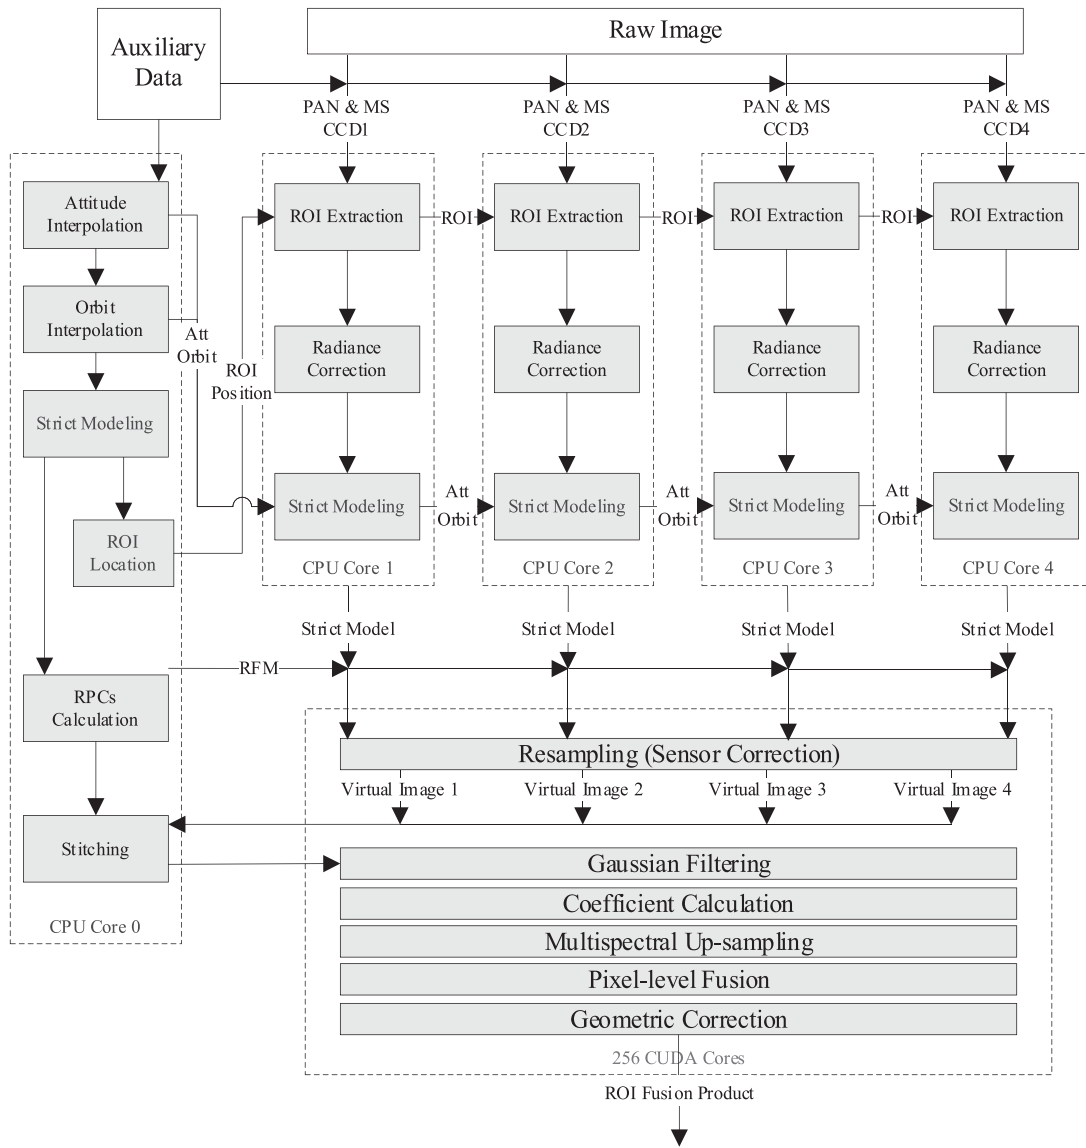 Auxiliary
Data
Raw Image
PAN & MS
CCD1
PAN & MS
CCD2
PAN & MS
CCD3
PAN & MS
CCD4
Attitude
Interpolation
Orbit
Interpolation
Strict Modeling
ROI
Location
RPCs
Calculation
Stitching
CPU Core 0
Att
Orbit
ROI
Position
ROI Extraction
Radiance
Correction
Strict Modeling
CPU Core 1
ROI
Att
Orbit
ROI Extraction
Radiance
Correction
Strict Modeling
CPU Core 2
ROI
Att
Orbit
ROI Extraction
Radiance
Correction
Strict Modeling
CPU Core 3
ROI
Att
Orbit
ROI Extraction
Radiance
Correction
Strict Modeling
CPU Core 4
Strict Model
Strict Model
Strict Model
Strict Model
RFM
Resampling (Sensor Correction)
Virtual Image 1
Virtual Image 2
Virtual Image 3
Virtual Image 4
Gaussian Filtering
Coefficient Calculation
Multispectral Up-sampling
Pixel-level Fusion
Geometric Correction
256 CUDA Cores
ROI Fusion Product